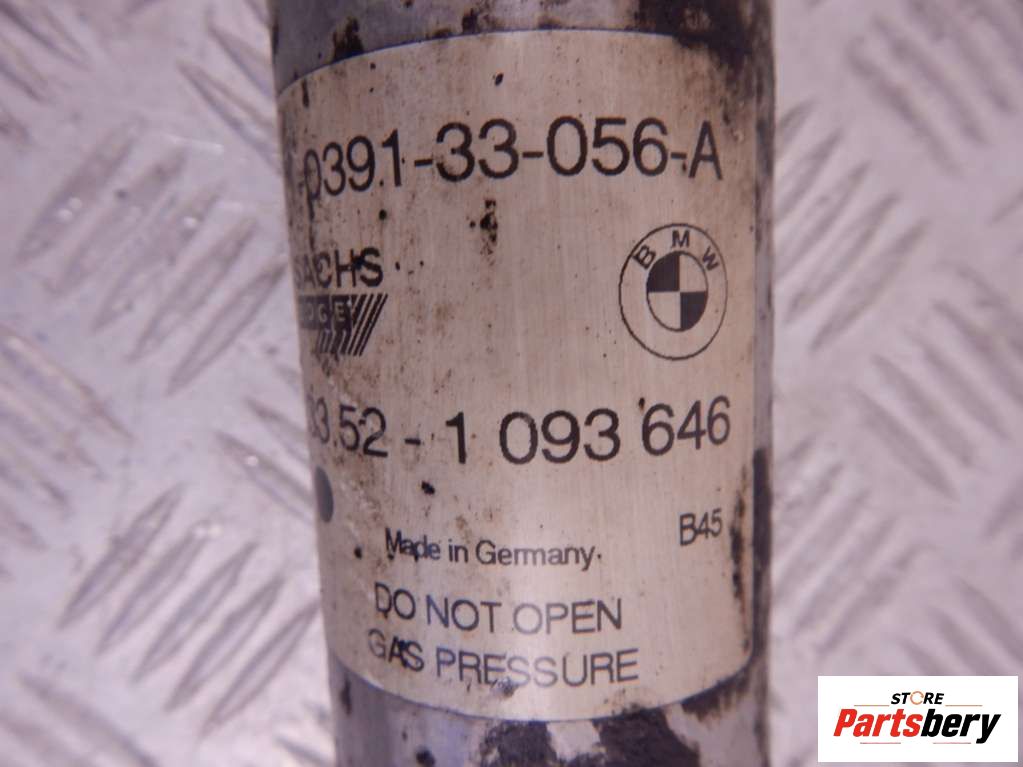 -0391-33-056-A
BMW
SACHS
OGE
33.52 - 1 093 646
B45
Made in Germany.
DO NOT OPEN
GAS PRESSURE
STORE
Partsbery